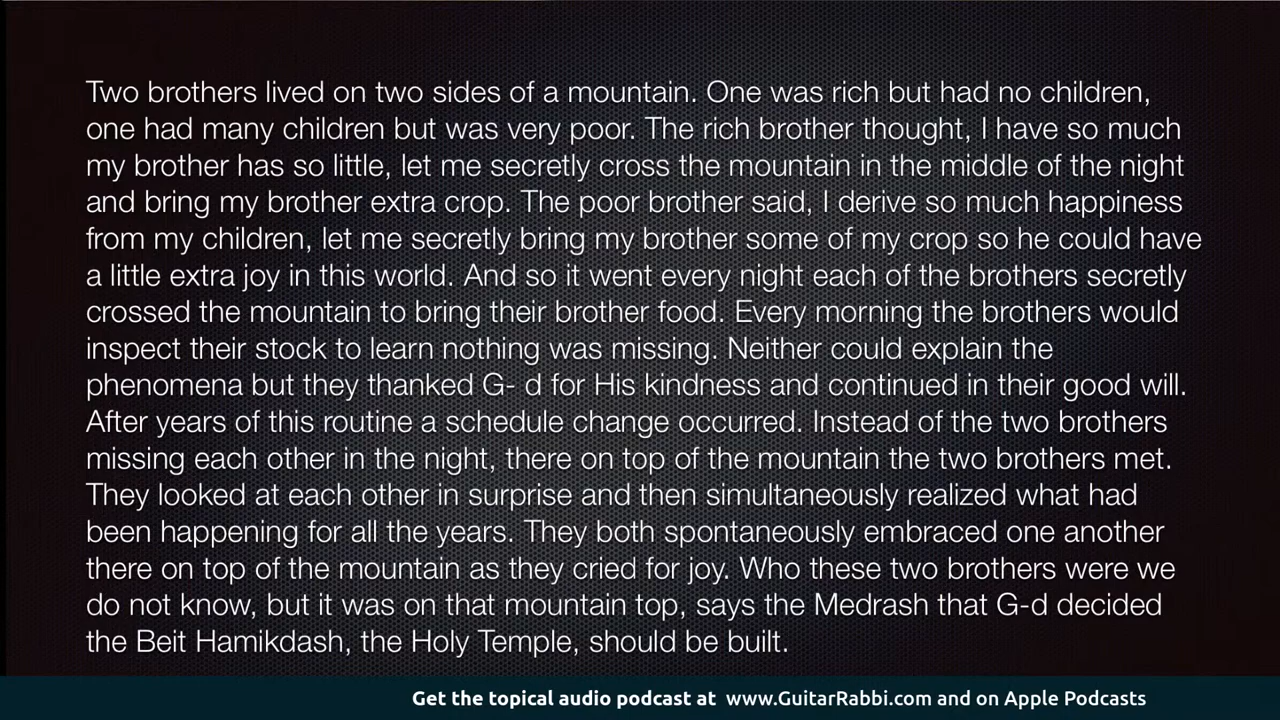 Two brothers lived on two sides of a mountain. One was rich but had no children,
one had many children but was very poor. The rich brother thought, I have so much
my brother has so little, let me secretly cross the mountain in the middle of the night
and bring my brother extra crop. The poor brother said, I derive so much happiness
from my children, let me secretly bring my brother some of my crop so he could have
a little extra joy in this world. And so it went every night each of the brothers secretly
crossed the mountain to bring their brother food. Every morning the brothers would
inspect their stock to learn nothing was missing. Neither could explain the
phenomena but they thanked G- d for His kindness and continued in their good will.
After years of this routine a schedule change occurred. Instead of the two brothers
missing each other in the night, there on top of the mountain the two brothers met.
They looked at each other in surprise and then simultaneously realized what had
been happening for all the years. They both spontaneously embraced one another
there on top of the mountain as they cried for joy. Who these two brothers were we
do not know, but it was on that mountain top, says the Medrash that G-d decided
the Beit Hamikdash, the Holy Temple, should be built.
Get the topical audio podcast at www.GuitarRabbi.com and on Apple Podcasts